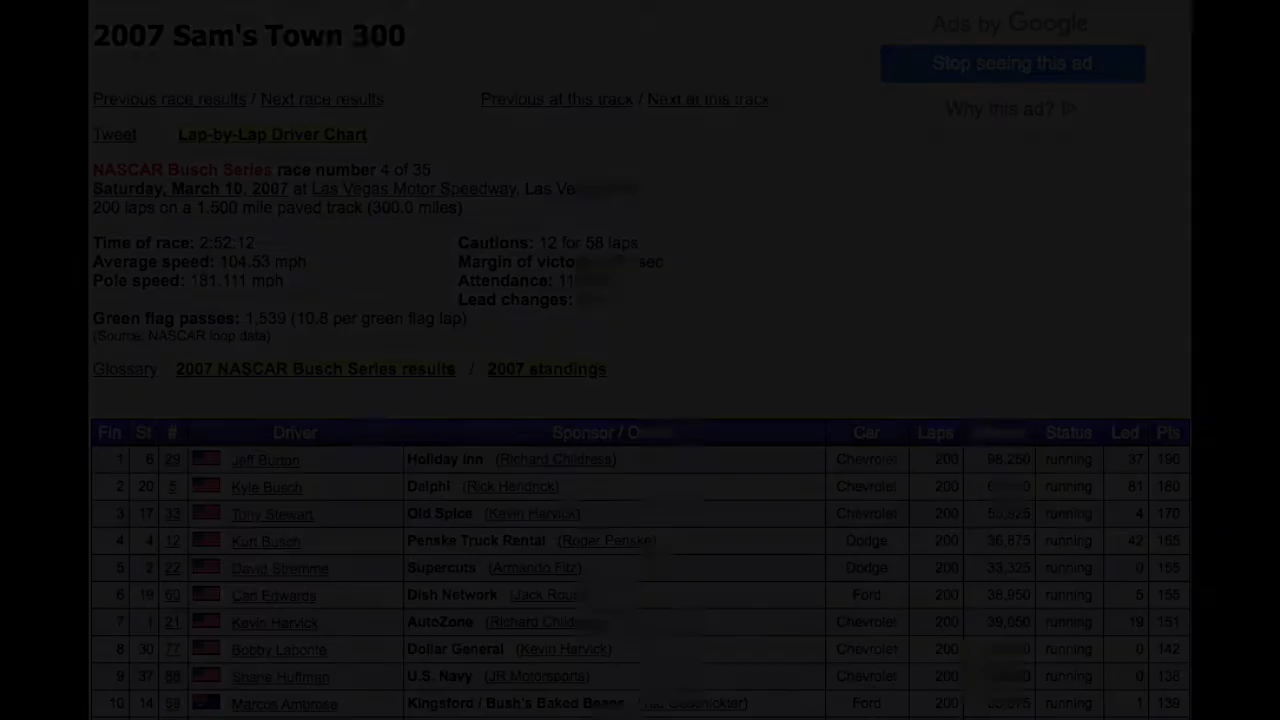 2007 Sam's Town 300
Ads by Google
Stop seeing this ad
Why this ad?
Previous race results / Next race results
Previous at this track / Next at this track
Tweet
Lap-by-Lap Driver Chart
NASCAR Busch Series race number 4 of 35
Saturday, March 10, 2007 at Las Vegas Motor Speedway, Las
200 laps on a 1.500 mile paved track (300.0 miles)
Time of race: 2:52:12
Cautions: 12 for 58 laps
Average speed: 104.53 mph
Margin of sec
Pole speed: 181.111 mph
Attendance:
Lead changes:
Green flag passes: 1,539 (10.8 per green flag lap)
(Source: NASCAR loop data)
Glossary 2007 NASCAR Busch Series results / 2007 standings
Fin St # Driver Sponsor / Car Laps Status Led Pts
1 6 29 Jeff Burton Holiday Inn (Richard Childress) Chevrolet 200 98,250 running 37 190
2 20 5 Kyle Busch Delphi (Rick Hendrick) Chevrolet 200 running 81 180
3 17 33 Tony Stewart Old Spice (Kevin Harvick) Chevrolet 200 running 4 170
4 4 12 Kurt Busch Penske Truck Rental (Roger Penske) Dodge 200 36,875 running 42 165
5 2 22 David Stremme Supercuts (Armando Fitz) Dodge 200 33,325 running 0 155
6 18 60 Carl Edwards Dish Network (Jack Ford 200 38,950 running 5 155
7 1 21 Kevin Harvick AutoZone (Richard Chevrolet 200 39,050 running 19 151
8 30 77 Bobby Labonte Dollar General (Kevin Harvick) Chevrolet 200 running 0 142
9 37 88 Shane Huffman U.S. Navy (JR Motorsports) Chevrolet 200 running 0 138
10 14 59 Marcos Ambrose Kingsford / Bush's Baked Beans Ford 200 running 1 139